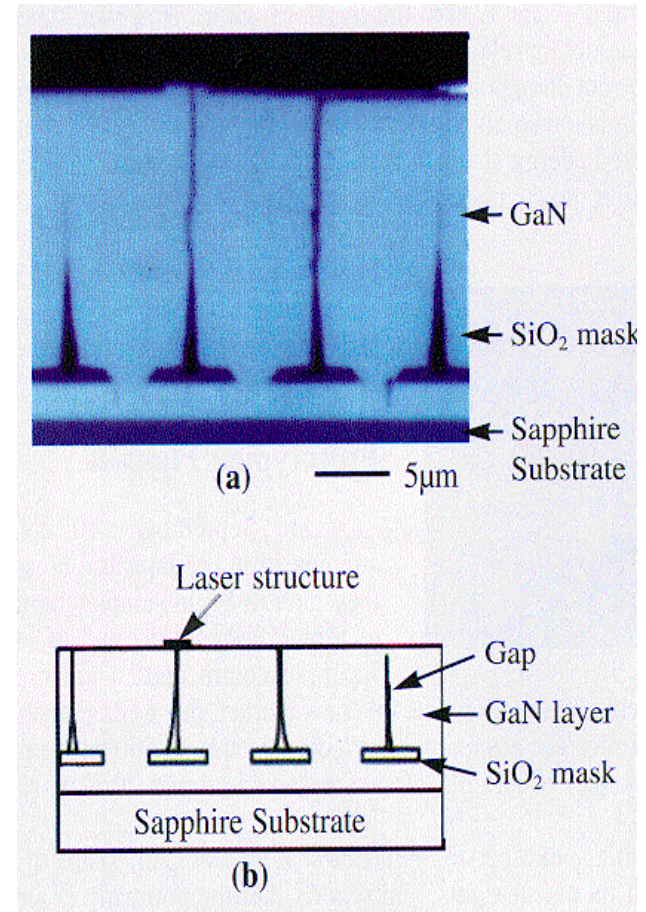 GaN
SiO₂ mask
Sapphire
Substrate
(a)
5μm
Laser structure
Gap
GaN layer
SiO₂ mask
Sapphire Substrate
(b)